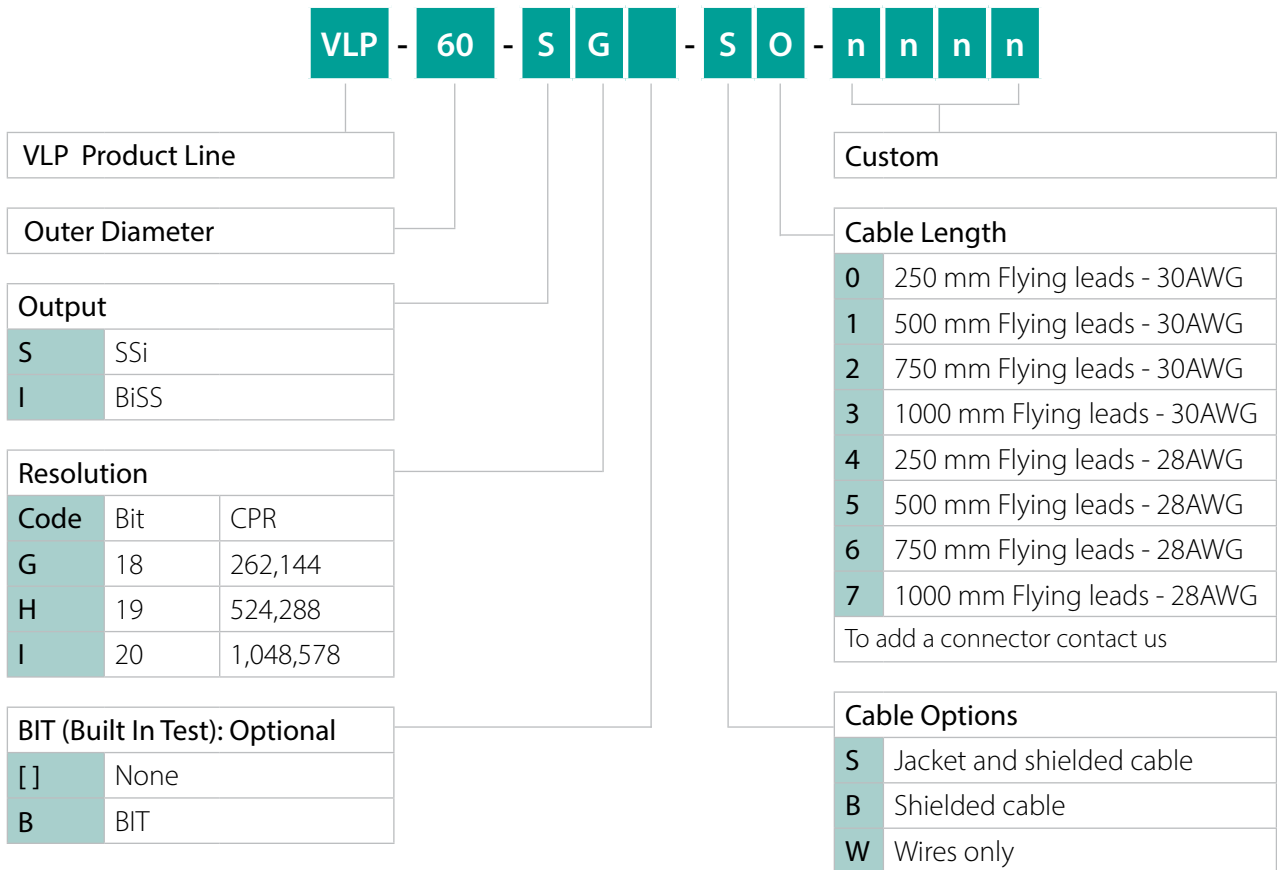 VLP - 60 - S G - S O - n n n n
VLP Product Line
Outer Diameter
Output
S SSi
I BiSS
Resolution
Code Bit CPR
G 18 262,144
H 19 524,288
I 20 1,048,578
BIT (Built In Test): Optional
[ ] None
B BIT
Custom
Cable Length
0 250 mm Flying leads - 30AWG
1 500 mm Flying leads - 30AWG
2 750 mm Flying leads - 30AWG
3 1000 mm Flying leads - 30AWG
4 250 mm Flying leads - 28AWG
5 500 mm Flying leads - 28AWG
6 750 mm Flying leads - 28AWG
7 1000 mm Flying leads - 28AWG
To add a connector contact us
Cable Options
S Jacket and shielded cable
B Shielded cable
W Wires only